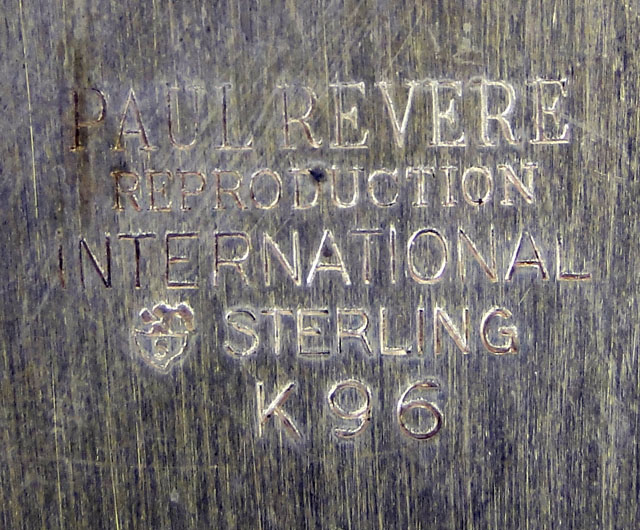 PAUL REVERE
REPRODUCTION
INTERNATIONAL
STERLING
K96